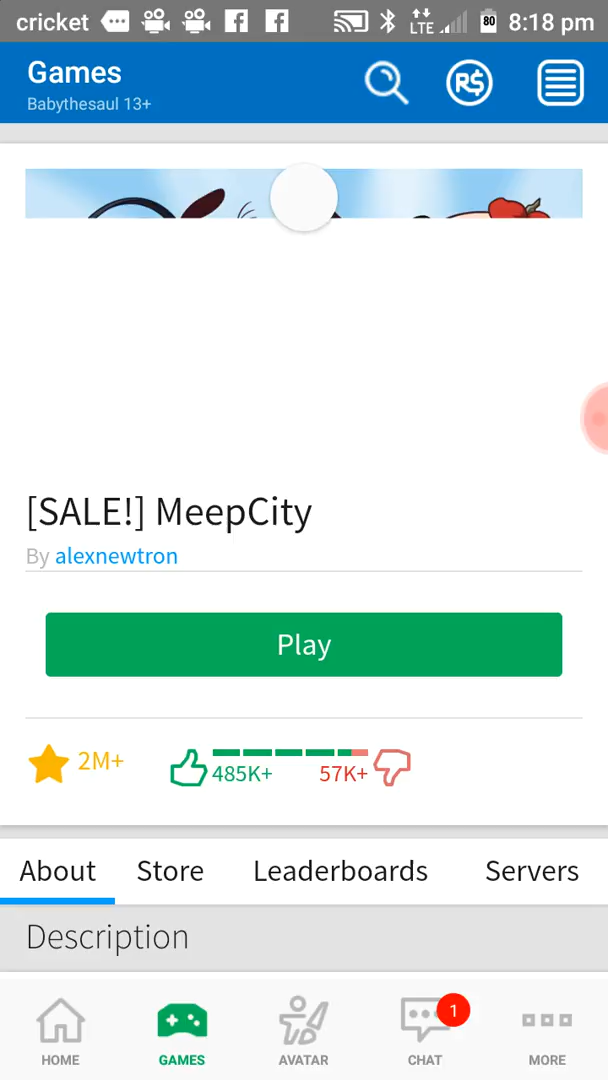 cricket LTE 80 8:18 pm
Games
Babythesaul 13+
R$
[SALE!] MeepCity
By alexnewtron
Play
2M+ 485K+ 57K+
About Store Leaderboards Servers
Description
1
HOME GAMES AVATAR CHAT MORE